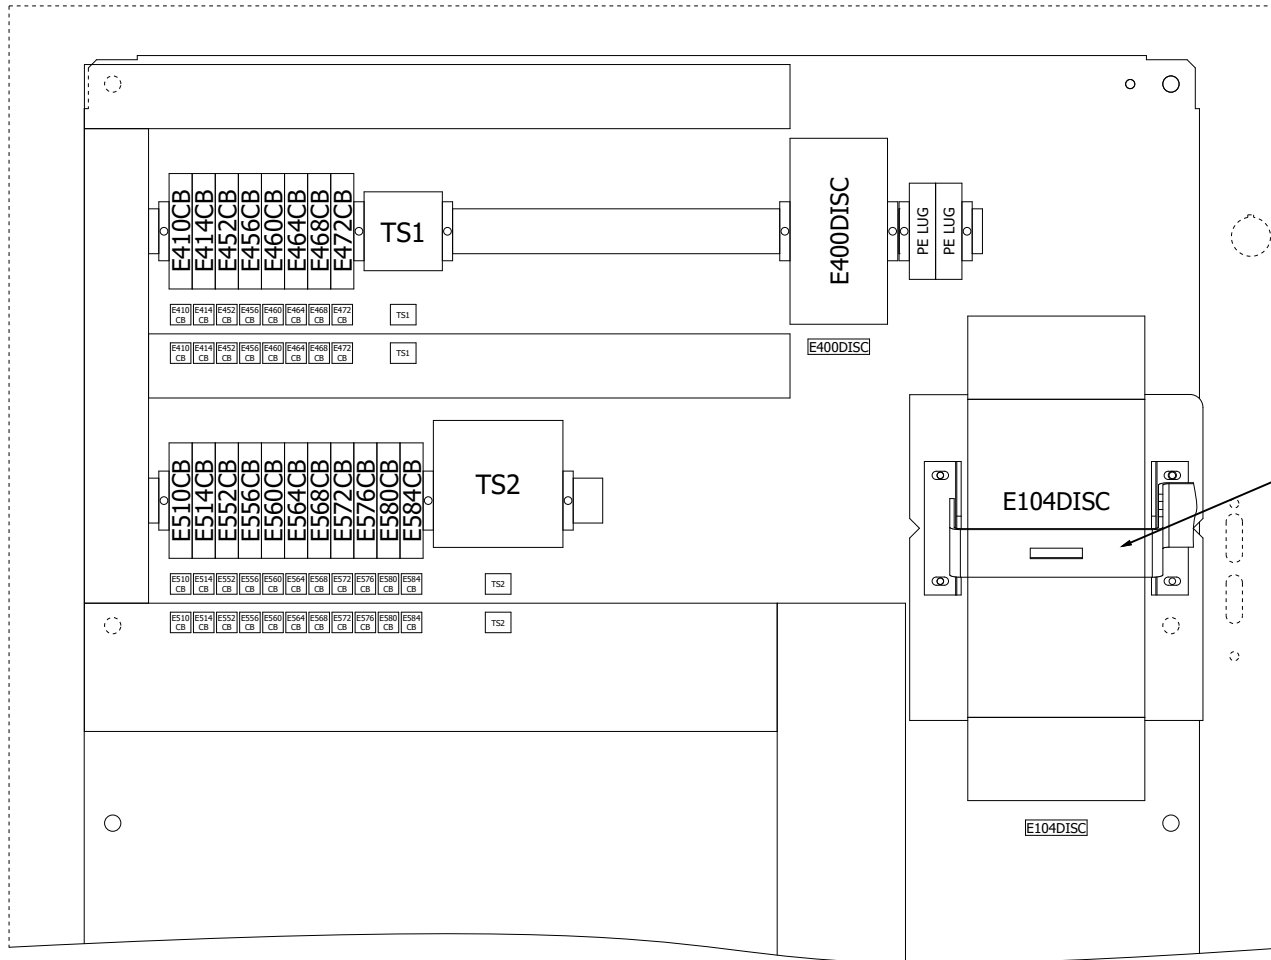 E410CB E414CB E452CB E456CB E460CB E464CB E468CB E472CB
TS1
E400DISC
PE LUG PE LUG
E410 E414 E452 E456 E460 E464 E468 E472
CB CB CB CB CB CB CB CB
TS1
E400DISC
E410 E414 E452 E456 E460 E464 E468 E472
CB CB CB CB CB CB CB CB
TS1
E510CB E514CB E552CB E556CB E560CB E564CB E568CB E572CB E576CB E580CB E584CB
TS2
E104DISC
E510 E514 E552 E556 E560 E564 E568 E572 E576 E580 E584
CB CB CB CB CB CB CB CB CB CB CB
TS2
E510 E514 E552 E556 E560 E564 E568 E572 E576 E580 E584
CB CB CB CB CB CB CB CB CB CB CB
TS2
E104DISC